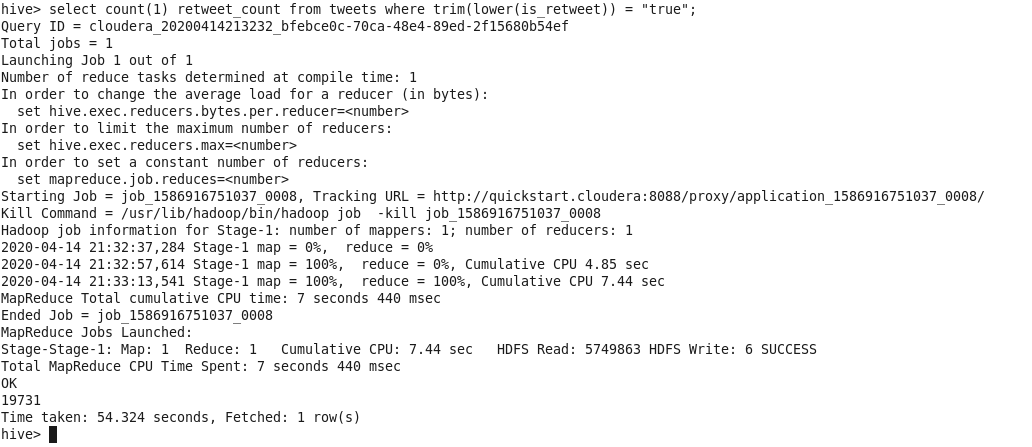 hive> select count(1) retweet_count from tweets where trim(lower(is_retweet)) = "true";
Query ID = cloudera_20200414213232_bfebce0c-70ca-48e4-89ed-2f15680b54ef
Total jobs = 1
Launching Job 1 out of 1
Number of reduce tasks determined at compile time: 1
In order to change the average load for a reducer (in bytes):
  set hive.exec.reducers.bytes.per.reducer=<number>
In order to limit the maximum number of reducers:
  set hive.exec.reducers.max=<number>
In order to set a constant number of reducers:
  set mapreduce.job.reduces=<number>
Starting Job = job_1586916751037_0008, Tracking URL = http://quickstart.cloudera:8088/proxy/application_1586916751037_0008/
Kill Command = /usr/lib/hadoop/bin/hadoop job  -kill job_1586916751037_0008
Hadoop job information for Stage-1: number of mappers: 1; number of reducers: 1
2020-04-14 21:32:37,284 Stage-1 map = 0%,  reduce = 0%
2020-04-14 21:32:57,614 Stage-1 map = 100%,  reduce = 0%, Cumulative CPU 4.85 sec
2020-04-14 21:33:13,541 Stage-1 map = 100%,  reduce = 100%, Cumulative CPU 7.44 sec
MapReduce Total cumulative CPU time: 7 seconds 440 msec
Ended Job = job_1586916751037_0008
MapReduce Jobs Launched:
Stage-Stage-1: Map: 1  Reduce: 1   Cumulative CPU: 7.44 sec   HDFS Read: 5749863 HDFS Write: 6 SUCCESS
Total MapReduce CPU Time Spent: 7 seconds 440 msec
OK
19731
Time taken: 54.324 seconds, Fetched: 1 row(s)
hive>